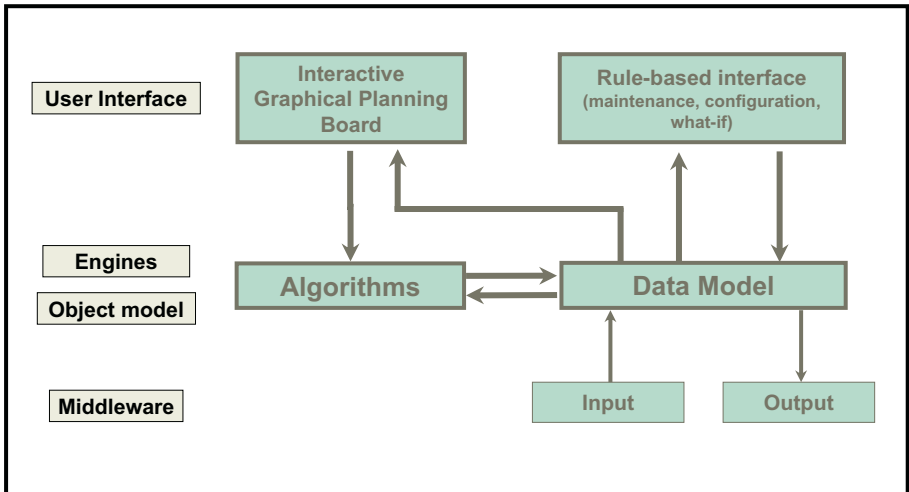 User Interface
Interactive
Graphical Planning
Board
Rule-based interface
(maintenance, configuration,
what-if)
Engines
Object model
Algorithms
Data Model
Middleware
Input
Output